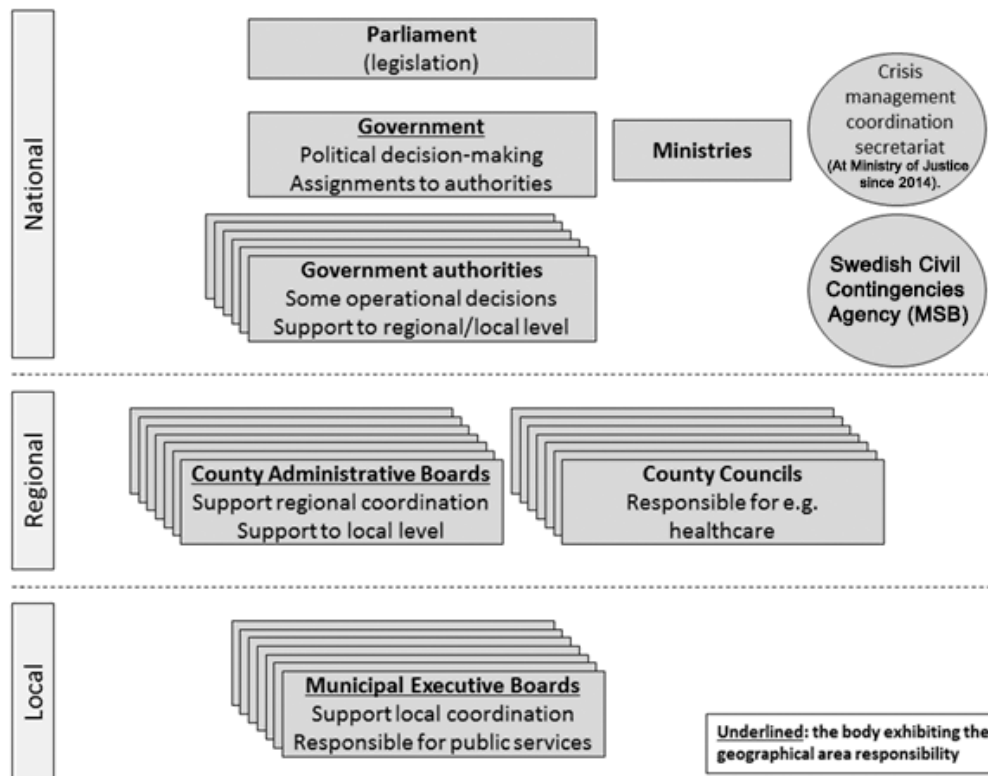 National
Parliament
(legislation)
Government
Political decision-making
Assignments to authorities
Ministries
Crisis
management
coordination
secretariat
(At Ministry of Justice
since 2014).
Government authorities
Some operational decisions
Support to regional/local level
Swedish Civil
Contingencies
Agency (MSB)
Regional
County Administrative Boards
Support regional coordination
Support to local level
County Councils
Responsible for e.g.
healthcare
Local
Municipal Executive Boards
Support local coordination
Responsible for public services
Underlined: the body exhibiting the
geographical area responsibility